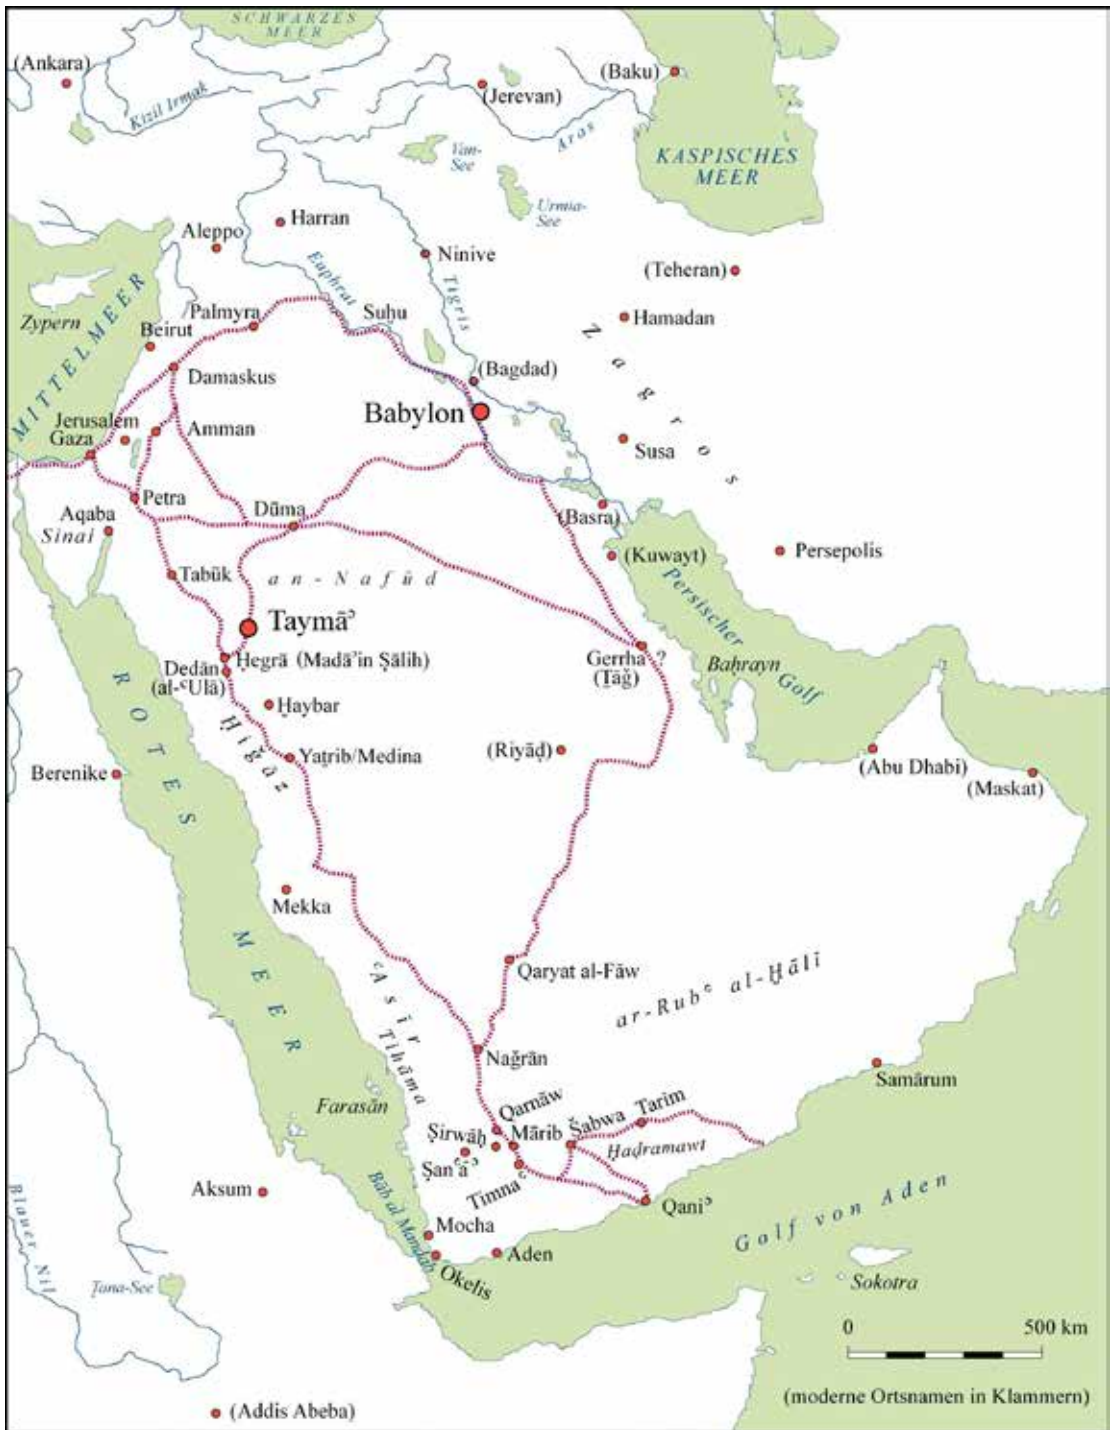 SCHWARZES
MEER
(Ankara)
Kizil Irmak
(Jerevan)
(Baku)
Aras
Van-
See
KASPISCHES
MEER
Urmia-
See
Harran
Aleppo
Ninive
(Teheran)
Euphrat
Tigris
Zypern
MITTELMEER
Palmyra
Suḫu
Hamadan
Beirut
Zagros
Damaskus
(Bagdad)
Babylon
Jerusalem
Gaza
Amman
Susa
Petra
Dūma
(Basra)
Aqaba
Sinai
(Kuwayt)
Persepolis
Tabūk
an-Nafūd
Persischer
Golf
Taymāʾ
Dedān
(al-ʿUlā)
Ḥegrā (Madāʾin Ṣāliḥ)
Gerrha ?
(Ṯāǧ)
Baḥrayn
Ḫaybar
Ḥiǧāz
Yaṯrib/Medina
(Riyāḍ)
(Abu Dhabi)
(Maskat)
Berenike
ROTES
MEER
Mekka
Qaryat al-Fāw
ar-Rubʿ al-Ḫālī
ʿAsīr
Tihāma
Naǧrān
Samārum
Farasān
Qarnāw
Ṣirwāḥ
Mārib
Šabwa
Tarim
Ṣanʿāʾ
Ḥaḍramawt
Timnaʿ
Qaniʾ
Aksum
Bāb al Mandab
Mocha
Aden
Okelis
Golf von Aden
Blauer Nil
Ṭana-See
Sokotra
0 500 km
(moderne Ortsnamen in Klammern)
(Addis Abeba)